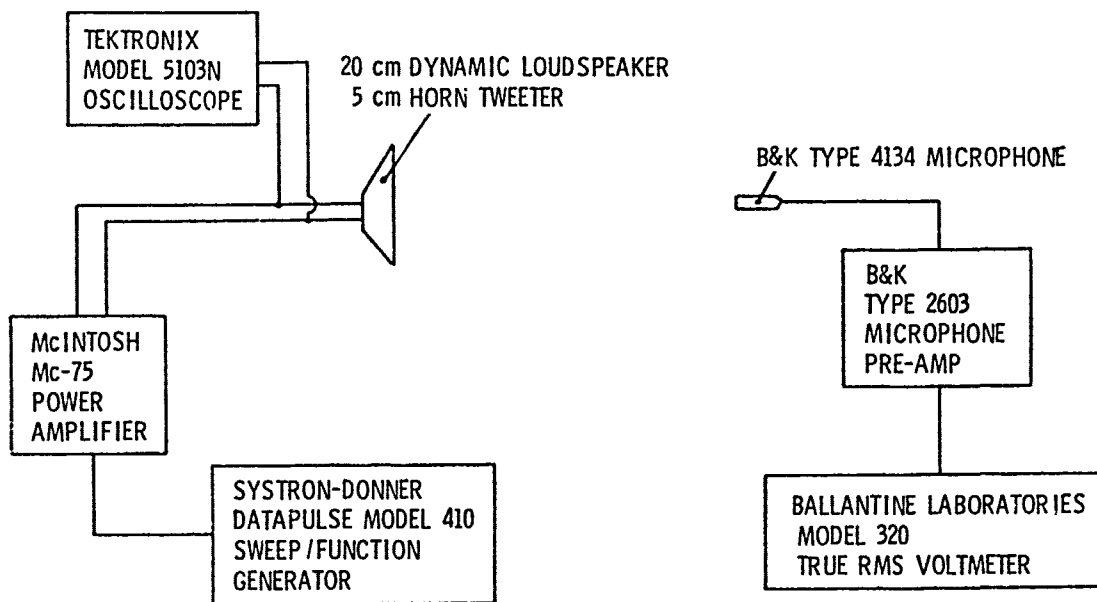 TEKTRONIX
MODEL 5103N
OSCILLOSCOPE
20 cm DYNAMIC LOUDSPEAKER
5 cm HORN TWEETER
B&K TYPE 4134 MICROPHONE
B&K
TYPE 2603
MICROPHONE
PRE-AMP
McINTOSH
Mc-75
POWER
AMPLIFIER
SYSTRON-DONNER
DATAPULSE MODEL 410
SWEEP/FUNCTION
GENERATOR
BALLANTINE LABORATORIES
MODEL 320
TRUE RMS VOLTMETER